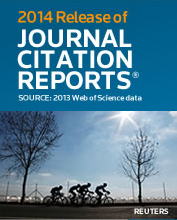 2014 Release of
JOURNAL
CITATION
REPORTS®
SOURCE: 2013 Web of Science data
REUTERS